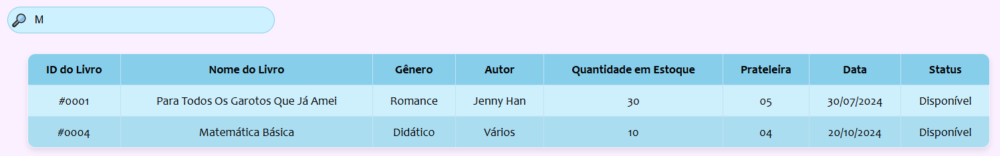 M
ID do Livro Nome do Livro Gênero Autor Quantidade em Estoque Prateleira Data Status
#0001 Para Todos Os Garotos Que Já Amei Romance Jenny Han 30 05 30/07/2024 Disponível
#0004 Matemática Básica Didático Vários 10 04 20/10/2024 Disponível